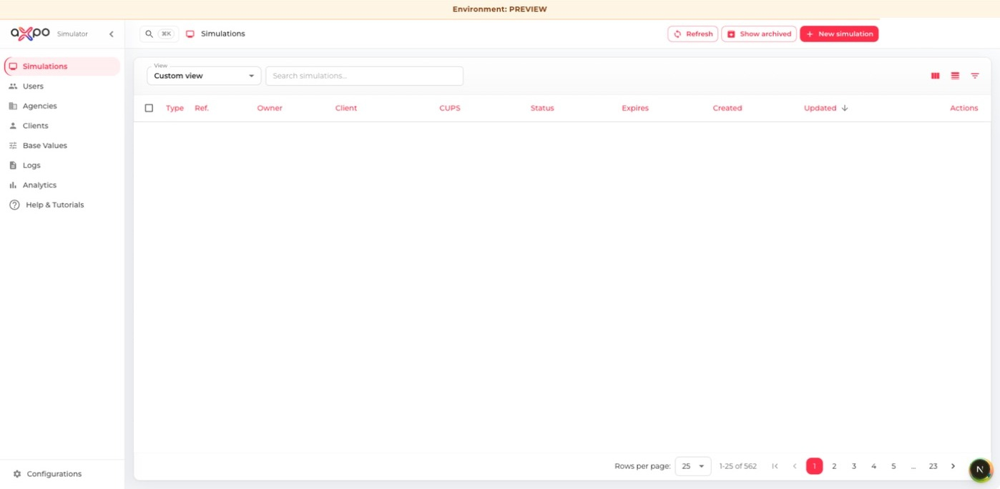 Environment: PREVIEW
axpo Simulator
⌘K Simulations
Refresh Show archived + New simulation
Simulations
Users
Agencies
Clients
Base Values
Logs
Analytics
Help & Tutorials
Configurations
View
Custom view
Search simulations...
Type Ref. Owner Client CUPS Status Expires Created Updated ↓ Actions
Rows per page: 25 1-25 of 562 1 2 3 4 5 ... 23
N